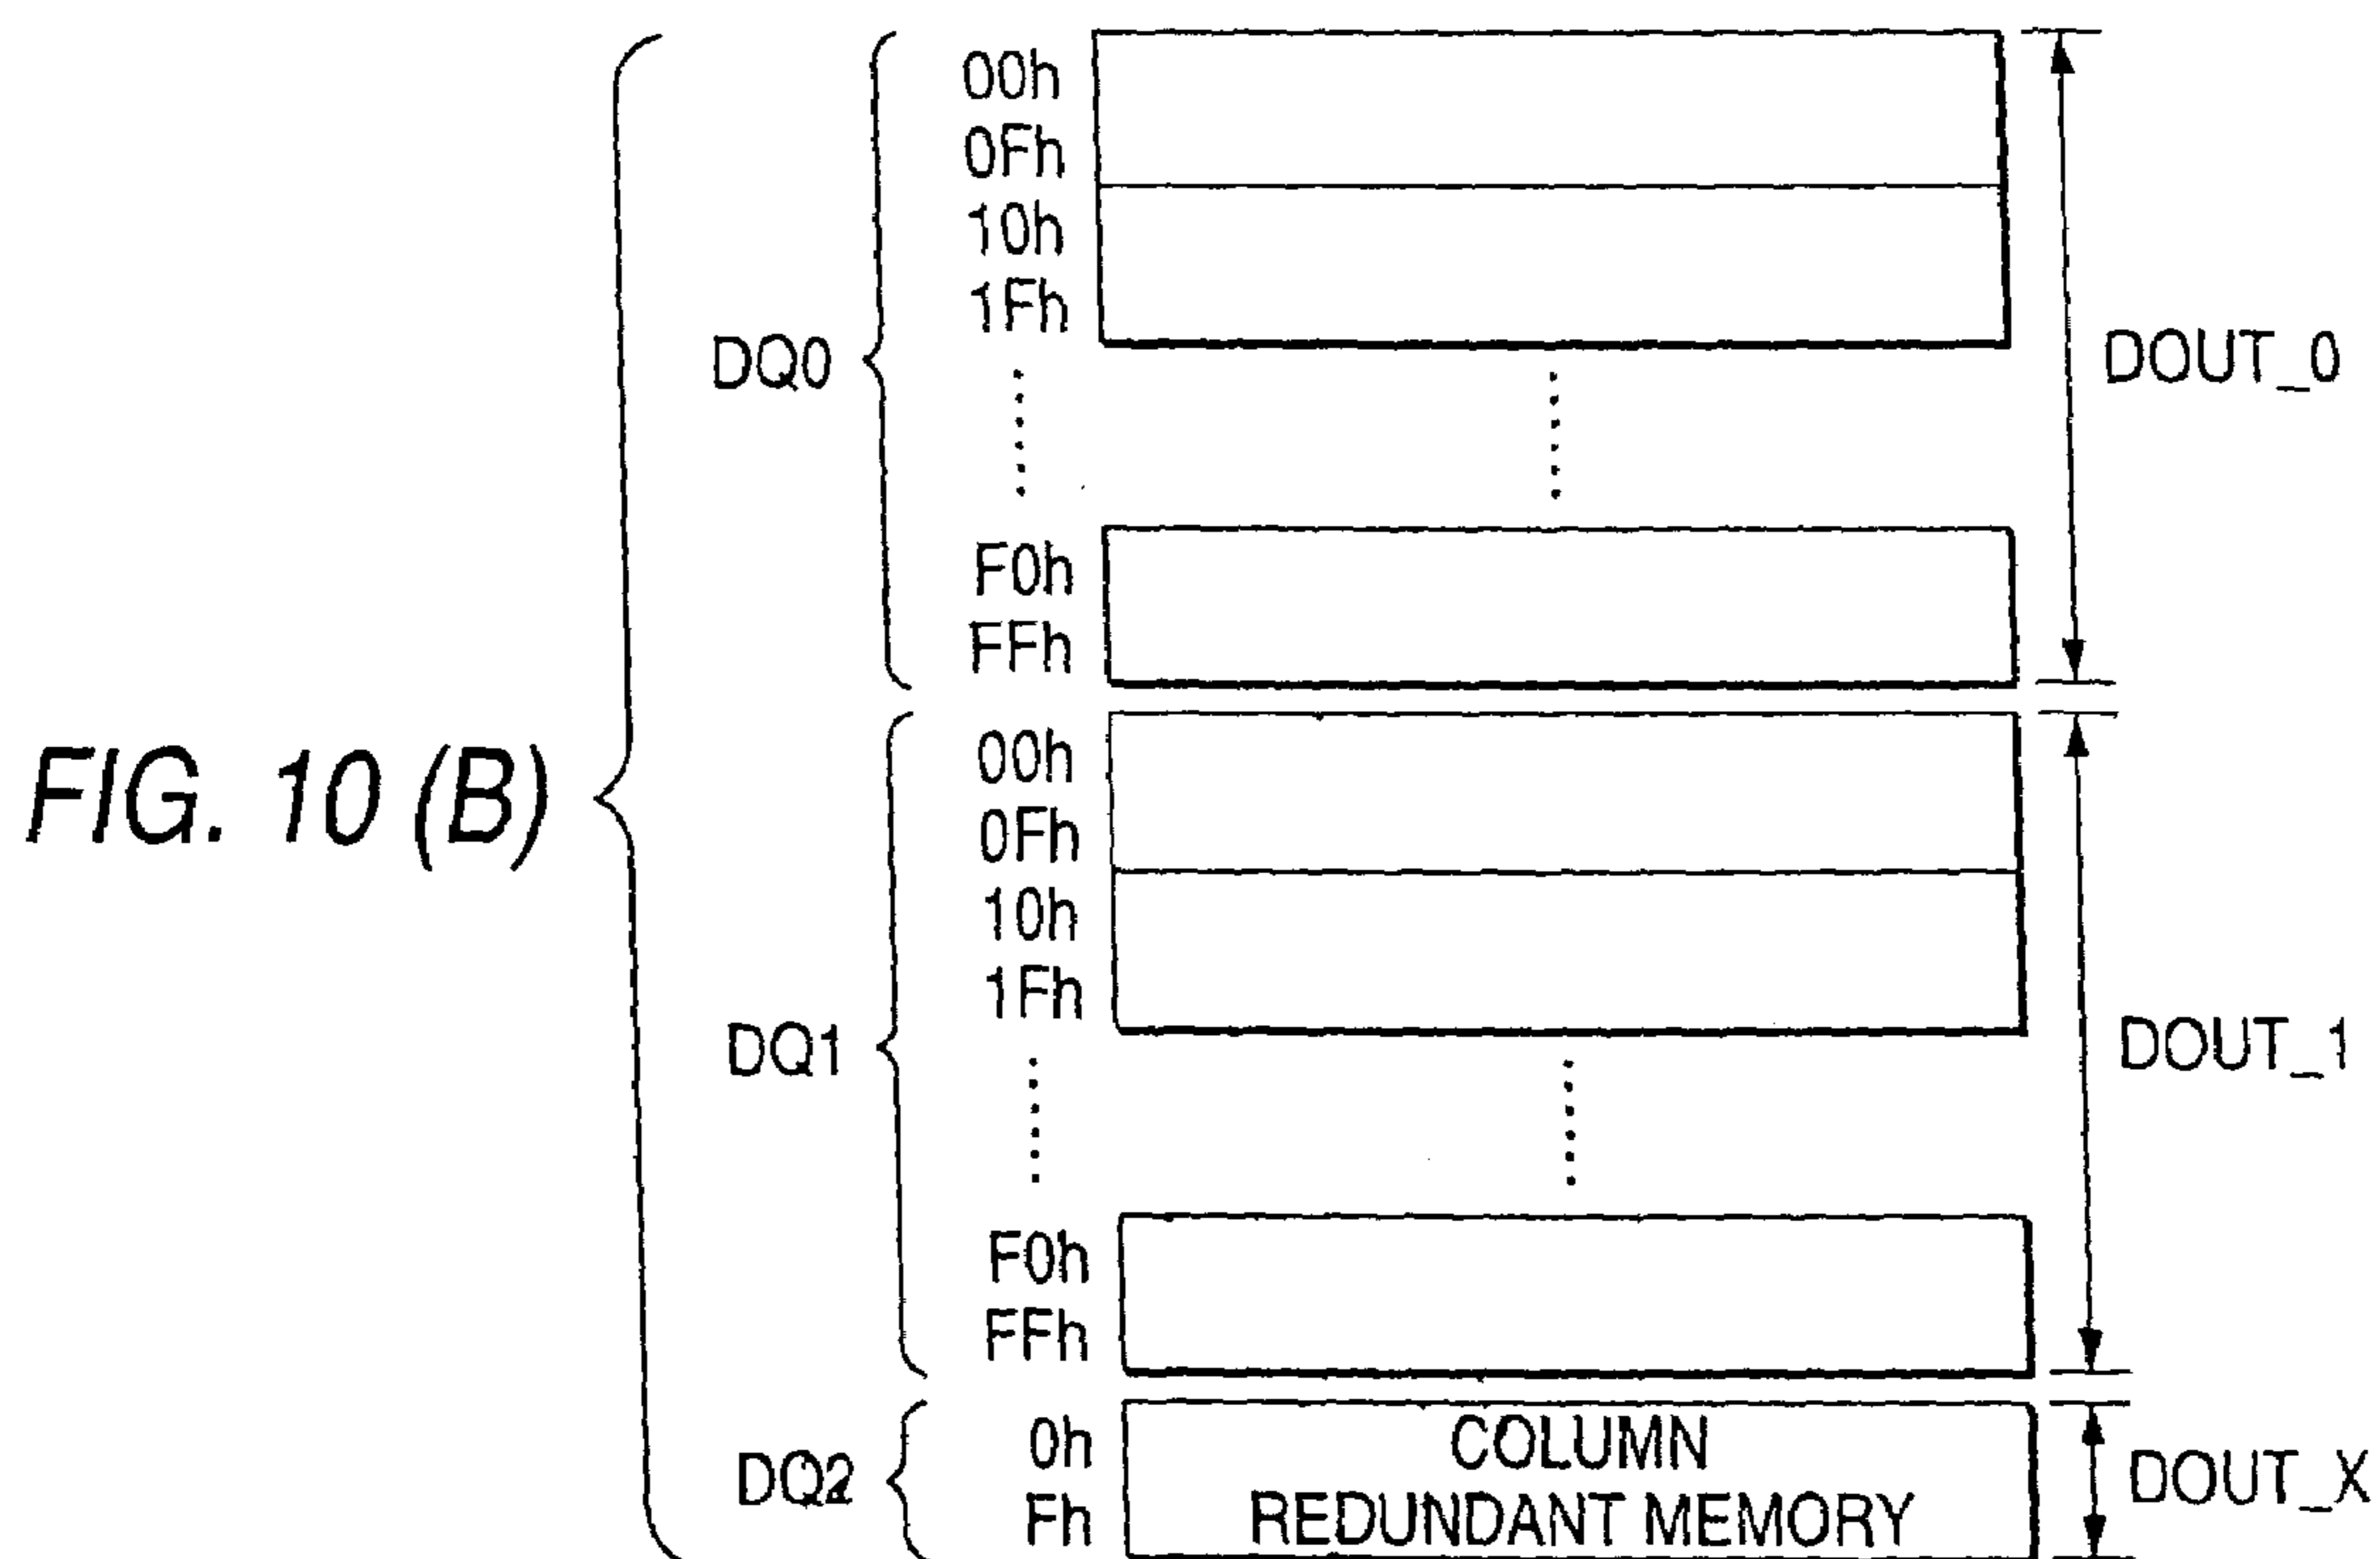 FIG. 10 (B)
DQ0
00h
0Fh
10h
1Fh
F0h
FFh
DOUT_0
DQ1
00h
0Fh
10h
1Fh
F0h
FFh
DOUT_1
DQ2
0h
Fh
COLUMN
REDUNDANT MEMORY
DOUT_X